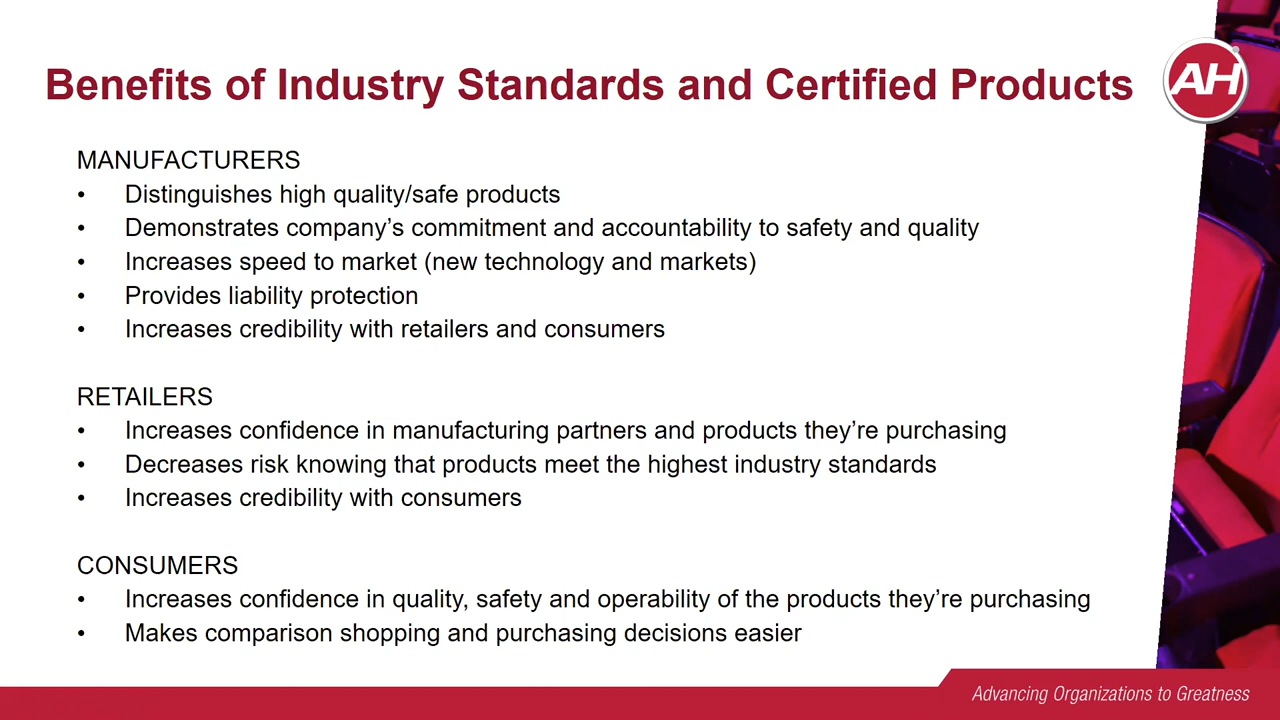 Benefits of Industry Standards and Certified Products
AH
MANUFACTURERS
• Distinguishes high quality/safe products
• Demonstrates company’s commitment and accountability to safety and quality
• Increases speed to market (new technology and markets)
• Provides liability protection
• Increases credibility with retailers and consumers
RETAILERS
• Increases confidence in manufacturing partners and products they’re purchasing
• Decreases risk knowing that products meet the highest industry standards
• Increases credibility with consumers
CONSUMERS
• Increases confidence in quality, safety and operability of the products they’re purchasing
• Makes comparison shopping and purchasing decisions easier
Advancing Organizations to Greatness